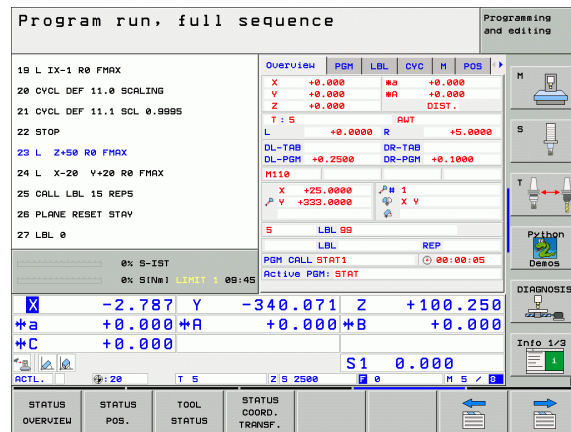 Program run, full sequence
Programming and editing
19 L IX-1 R0 FMAX
20 CYCL DEF 11.0 SCALING
21 CYCL DEF 11.1 SCL 0.9995
22 STOP
23 L Z+50 R0 FMAX
24 L X-20 Y+20 R0 FMAX
25 CALL LBL 15 REP5
26 PLANE RESET STAY
27 LBL 0
0% S-IST
0% S[Nm] LIMIT 1 09:45
Overview PGM LBL CYC M POS
X +0.000 *a +0.000
Y +0.000 *A +0.000
Z +0.000 DIST.
T : 5 AWT
L +0.0000 R +5.0000
DL-TAB DR-TAB
DL-PGM +0.2500 DR-PGM +0.1000
M110
X +25.0000 # 1
Y +333.0000 X Y
5 LBL 99
LBL REP
PGM CALL STAT1 00:00:05
Active PGM: STAT
X -2.787 Y -340.071 Z +100.250
*a +0.000 *A +0.000 *B +0.000
*C +0.000
S1 0.000
ACTL. : 20 T 5 Z S 2500 F 0 M 5 / 8
M
S
T
Python
Demos
DIAGNOSIS
Info 1/3
STATUS OVERVIEW
STATUS POS.
TOOL STATUS
STATUS COORD. TRANSF.